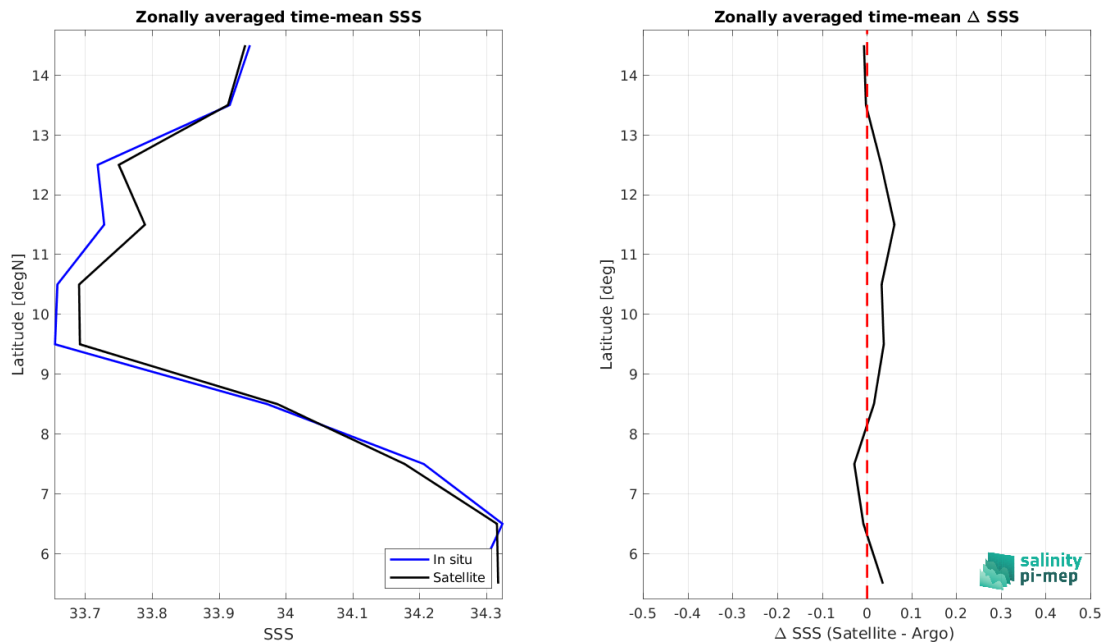 Zonally averaged time-mean SSS
14
13
12
11
10
9
8
7
6
Latitude [degN]
In situ
Satellite
33.7 33.8 33.9 34 34.1 34.2 34.3
SSS
Zonally averaged time-mean Δ SSS
14
13
12
11
10
9
8
7
6
Latitude [deg]
salinity
pi-mep
-0.5 -0.4 -0.3 -0.2 -0.1 0 0.1 0.2 0.3 0.4 0.5
Δ SSS (Satellite - Argo)